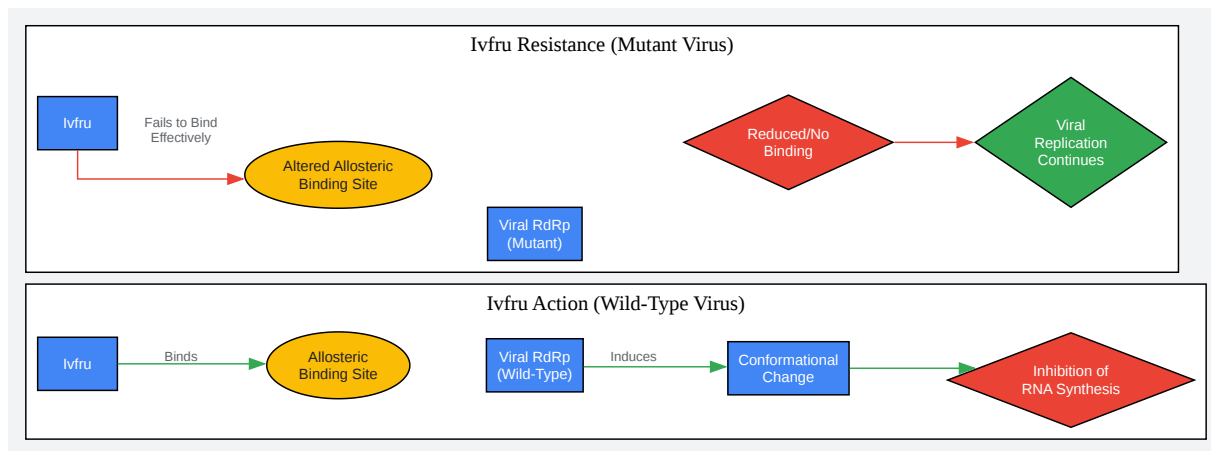 Ivfru Resistance (Mutant Virus)
Ivfru
Fails to Bind
Effectively
Altered Allosteric
Binding Site
Viral RdRp
(Mutant)
Reduced/No
Binding
Viral
Replication
Continues
Ivfru Action (Wild-Type Virus)
Ivfru
Binds
Allosteric
Binding Site
Viral RdRp
(Wild-Type)
Induces
Conformational
Change
Inhibition of
RNA Synthesis